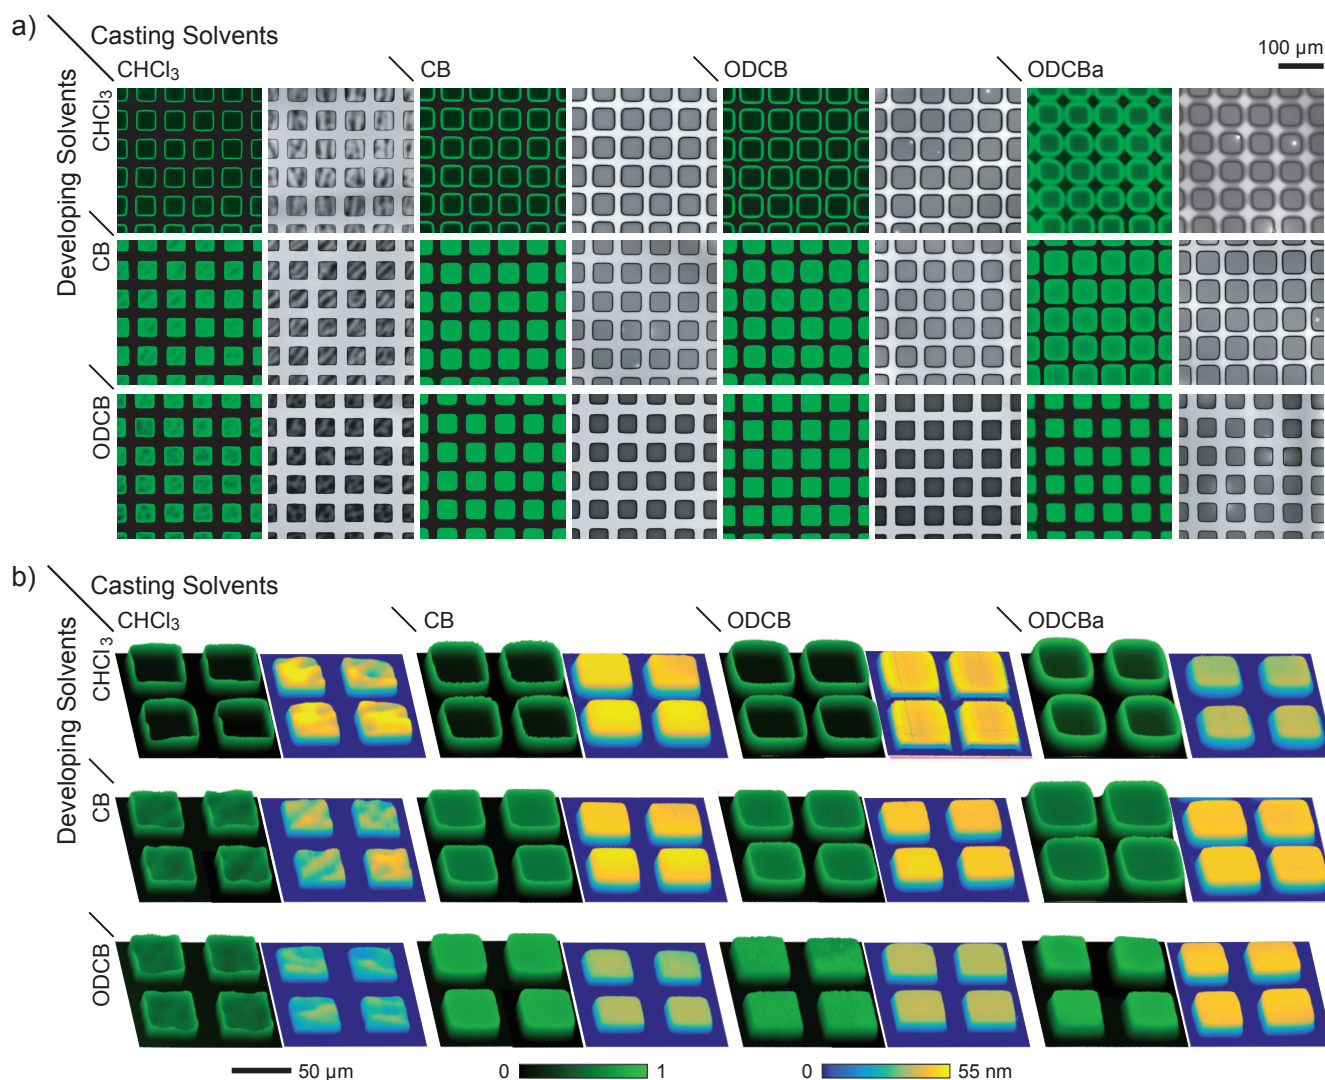 a)
Casting Solvents
Developing Solvents
CHCl₃
CB
ODCB
ODCBa
100 µm
CHCl₃
CB
ODCB
b)
Casting Solvents
Developing Solvents
CHCl₃
CB
ODCB
ODCBa
CHCl₃
CB
ODCB
50 µm
0 1
0 55 nm